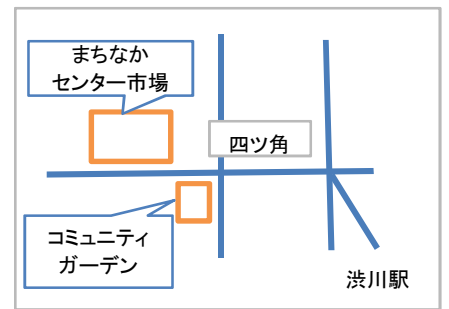 まちなか
センター市場
四ツ角
コミュニティ
ガーデン
渋川駅